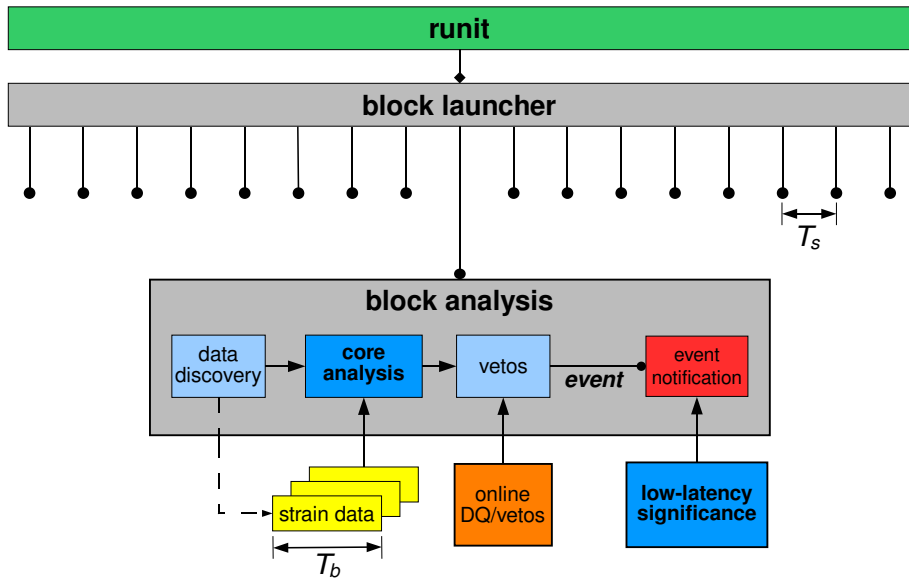 runit
block launcher
T_s
block analysis
data
discovery
core
analysis
vetos
event
event
notification
strain data
online
DQ/vetos
low-latency
significance
T_b